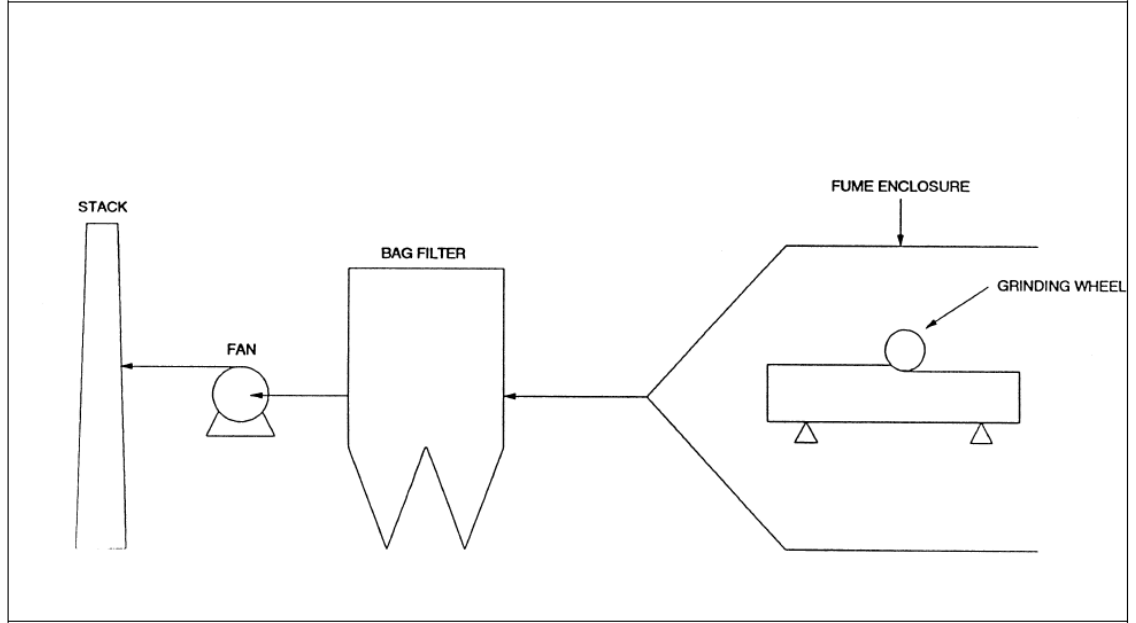 FUME ENCLOSURE
STACK
BAG FILTER
GRINDING WHEEL
FAN